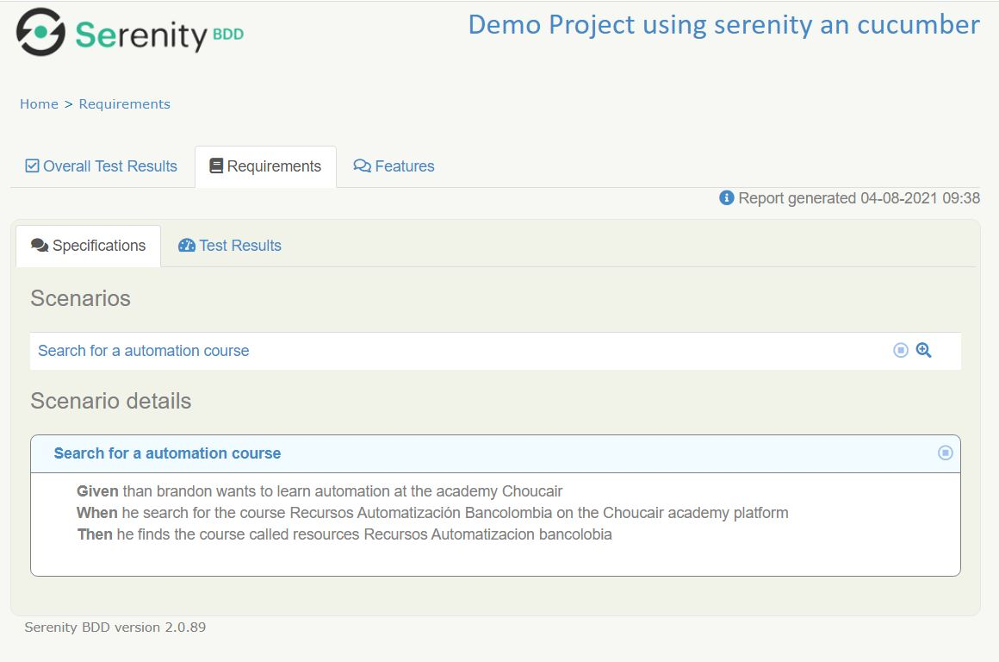 Serenity BDD
Demo Project using serenity an cucumber
Home > Requirements
Overall Test Results
Requirements
Features
Report generated 04-08-2021 09:38
Specifications
Test Results
Scenarios
Search for a automation course
Scenario details
Search for a automation course
Given than brandon wants to learn automation at the academy Choucair
When he search for the course Recursos Automatización Bancolombia on the Choucair academy platform
Then he finds the course called resources Recursos Automatizacion bancolobia
Serenity BDD version 2.0.89